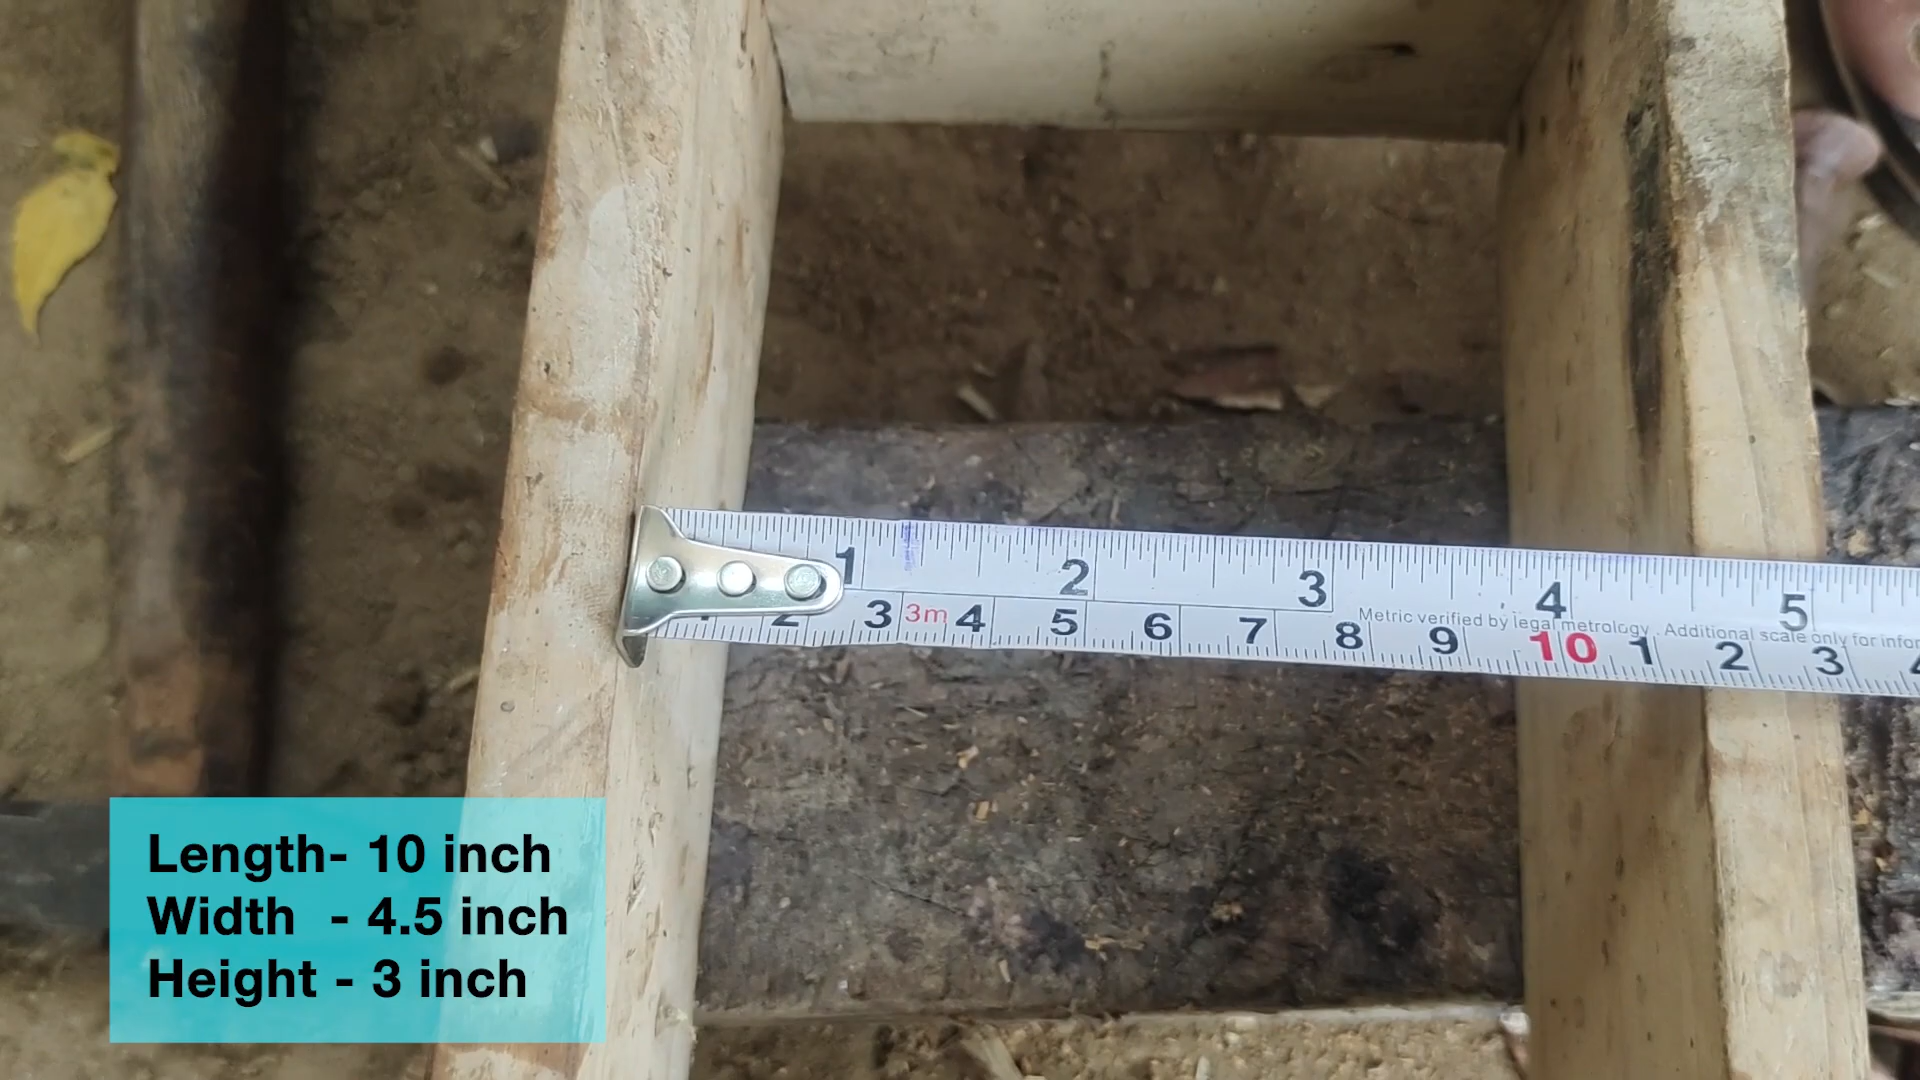 1 2 3 4 5
Metric verified by legal metrology . Additional scale only for
3 3m 4 5 6 7 8 9 10 1 2 3
Length- 10 inch
Width - 4.5 inch
Height - 3 inch